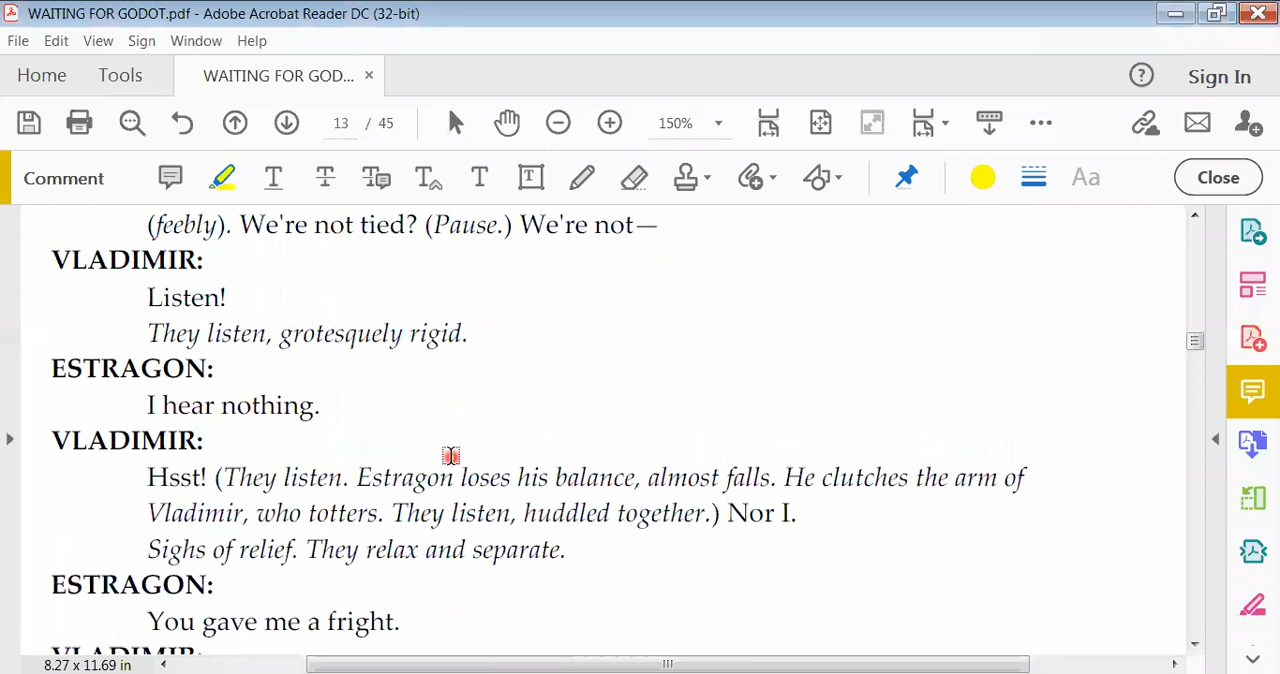 WAITING FOR GODOT.pdf - Adobe Acrobat Reader DC (32-bit)
File Edit View Sign Window Help
Home Tools WAITING FOR GOD... × ? Sign In
13 / 45 150%
Comment T T T T T T Aa Close
(feebly). We're not tied? (Pause.) We're not—
VLADIMIR:
Listen!
They listen, grotesquely rigid.
ESTRAGON:
I hear nothing.
VLADIMIR:
Hsst! (They listen. Estragon loses his balance, almost falls. He clutches the arm of
Vladimir, who totters. They listen, huddled together.) Nor I.
Sighs of relief. They relax and separate.
ESTRAGON:
You gave me a fright.
VLADIMIR:
8.27 x 11.69 in